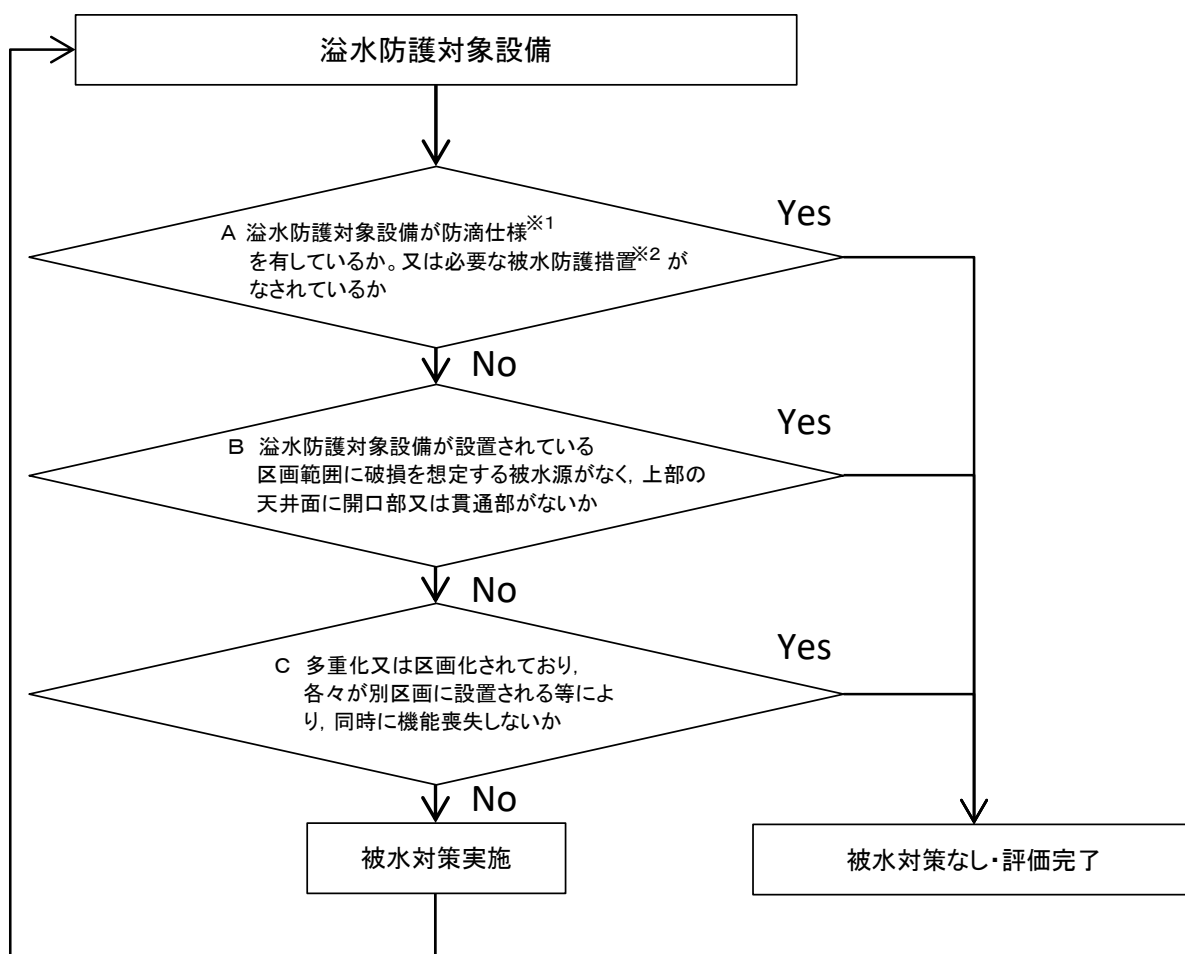 溢水防護対象設備
Yes
A 溢水防護対象設備が防滴仕様※1
を有しているか。又は必要な被水防護措置※2 が
なされているか
No
Yes
B 溢水防護対象設備が設置されている
区画範囲に破損を想定する被水源がなく, 上部の
天井面に開口部又は貫通部がないか
No
Yes
C 多重化又は区画化されており,
各々が別区画に設置される等によ
り, 同時に機能喪失しないか
No
被水対策実施
被水対策なし・評価完了